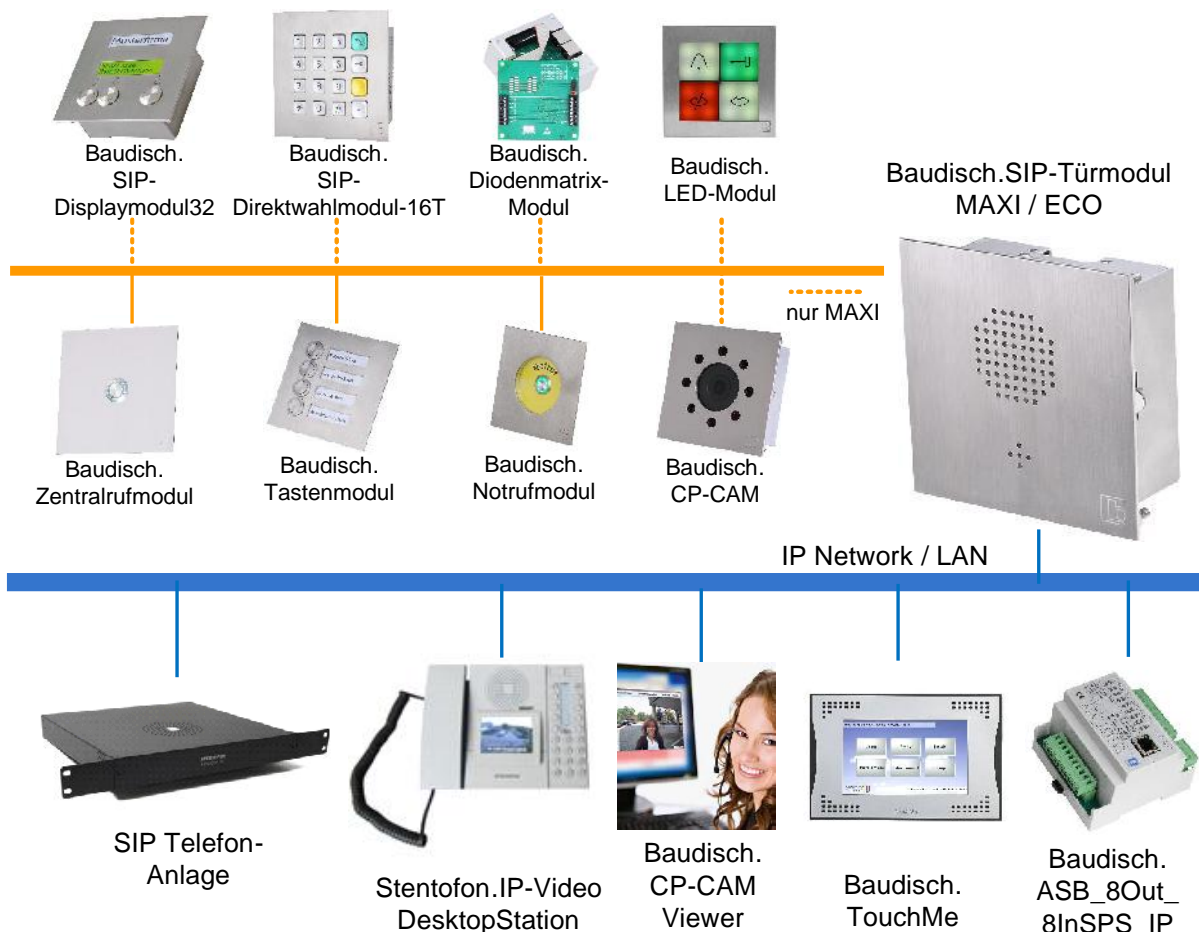 Musterfirma
Baudisch.
SIP-
Displaymodul32
Baudisch.
SIP-
Direktwahlmodul-16T
Baudisch.
Diodenmatrix-
Modul
Baudisch.
LED-Modul
Baudisch.SIP-Türmodul
MAXI / ECO
nur MAXI
Baudisch.
Zentralrufmodul
Baudisch.
Tastenmodul
Baudisch.
Notrufmodul
Baudisch.
CP-CAM
IP Network / LAN
SIP Telefon-
Anlage
Stentofon.IP-Video
DesktopStation
Baudisch.
CP-CAM
Viewer
Baudisch.
TouchMe
Baudisch.
ASB_8Out_
8InSPS_IP